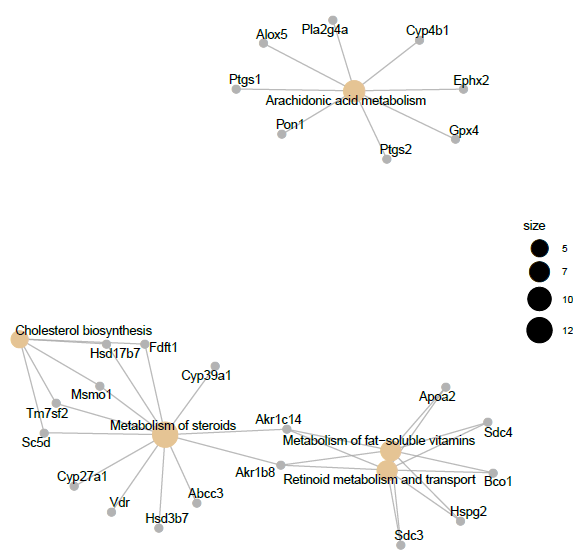 Pla2g4a
Cyp4b1
Alox5
Ptgs1
Ephx2
Arachidonic acid metabolism
Pon1
Gpx4
Ptgs2
size
5
7
10
12
Cholesterol biosynthesis
Hsd17b7
Fdft1
Cyp39a1
Msmo1
Apoa2
Tm7sf2
Akr1c14
Metabolism of steroids
Sdc4
Sc5d
Metabolism of fat−soluble vitamins
Akr1b8
Cyp27a1
Retinoid metabolism and transport
Bco1
Abcc3
Vdr
Hspg2
Hsd3b7
Sdc3